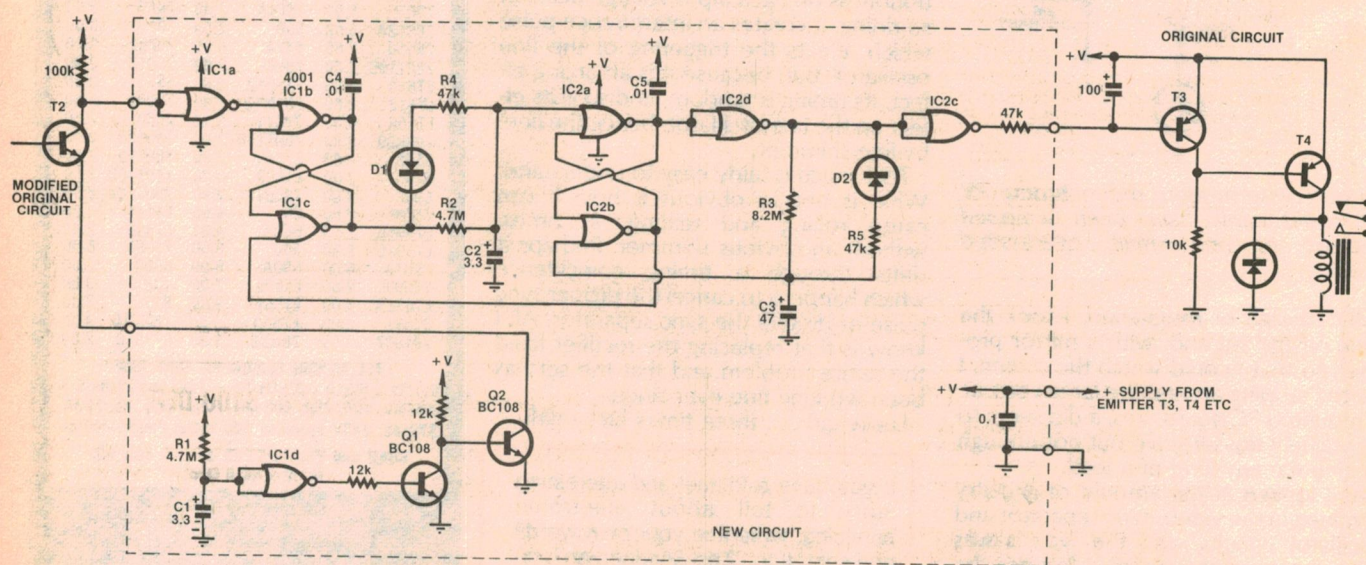 ORIGINAL CIRCUIT
+V
+V
100k
IC1a
T2
4001
IC1b
+V
C4
.01
R4
47k
IC2a
+V
+V
C5
.01
IC2d
IC2c
47k
+V
100
+
−
T3
T4
MODIFIED
ORIGINAL
CIRCUIT
D1
IC1c
R2
4.7M
C2
3.3
+
−
IC2b
R3
8.2M
D2
R5
47k
C3
47
+
−
10k
+V
R1
4.7M
C1
3.3
+
−
IC1d
12k
+V
12k
Q1
BC108
Q2
BC108
+V
0.1
+ SUPPLY FROM
EMITTER T3, T4 ETC
NEW CIRCUIT